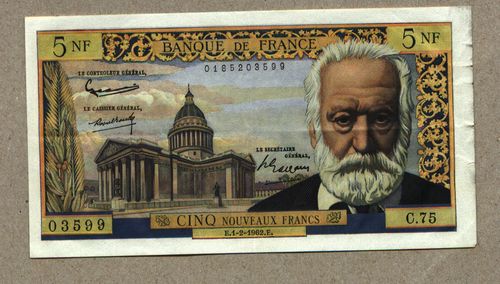 5 NF BANQUE DE FRANCE 5 NF
0185203599
LE CONTROLEUR GÉNÉRAL,
LE CAISSIER GÉNÉRAL,
LE SECRÉTAIRE
GÉNÉRAL,
03599 CINQ NOUVEAUX FRANCS C.75
E.1-2-1962.E.